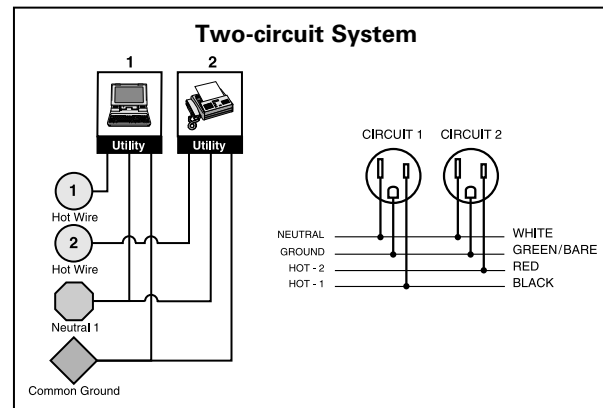 Two-circuit System
1 2
Utility Utility
1
Hot Wire
2
Hot Wire
Neutral 1
Common Ground
CIRCUIT 1 CIRCUIT 2
NEUTRAL WHITE
GROUND GREEN/BARE
HOT - 2 RED
HOT - 1 BLACK